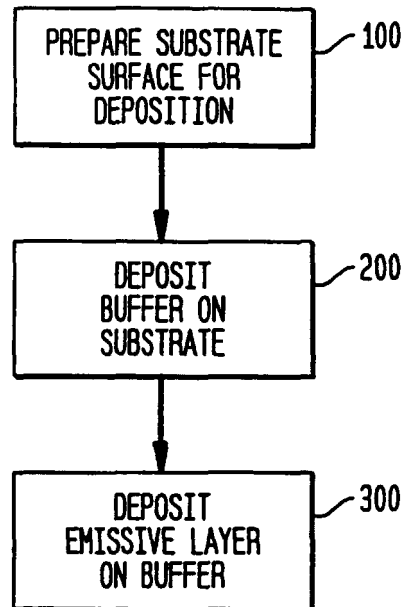 PREPARE SUBSTRATE
SURFACE FOR
DEPOSITION
100
DEPOSIT
BUFFER ON
SUBSTRATE
200
DEPOSIT
EMISSIVE LAYER
ON BUFFER
300